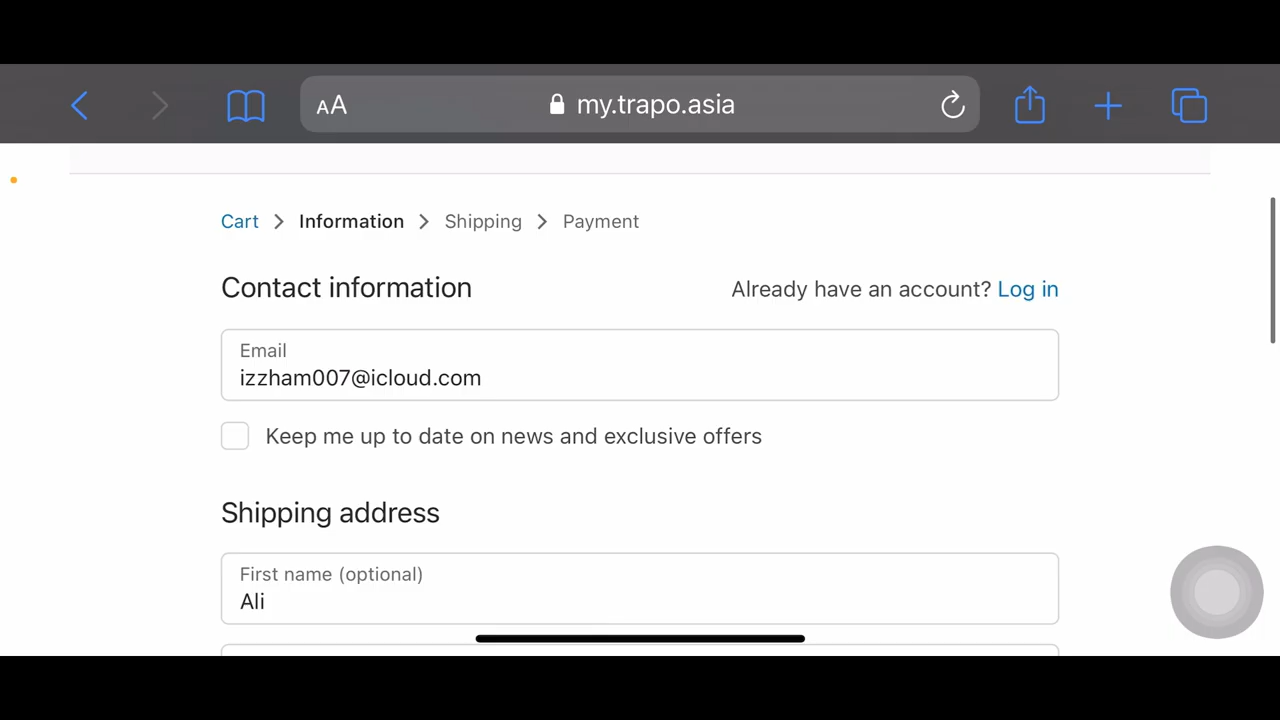 AA my.trapo.asia
Cart > Information > Shipping > Payment
Contact information
Already have an account? Log in
Email
izzham007@icloud.com
Keep me up to date on news and exclusive offers
Shipping address
First name (optional)
Ali